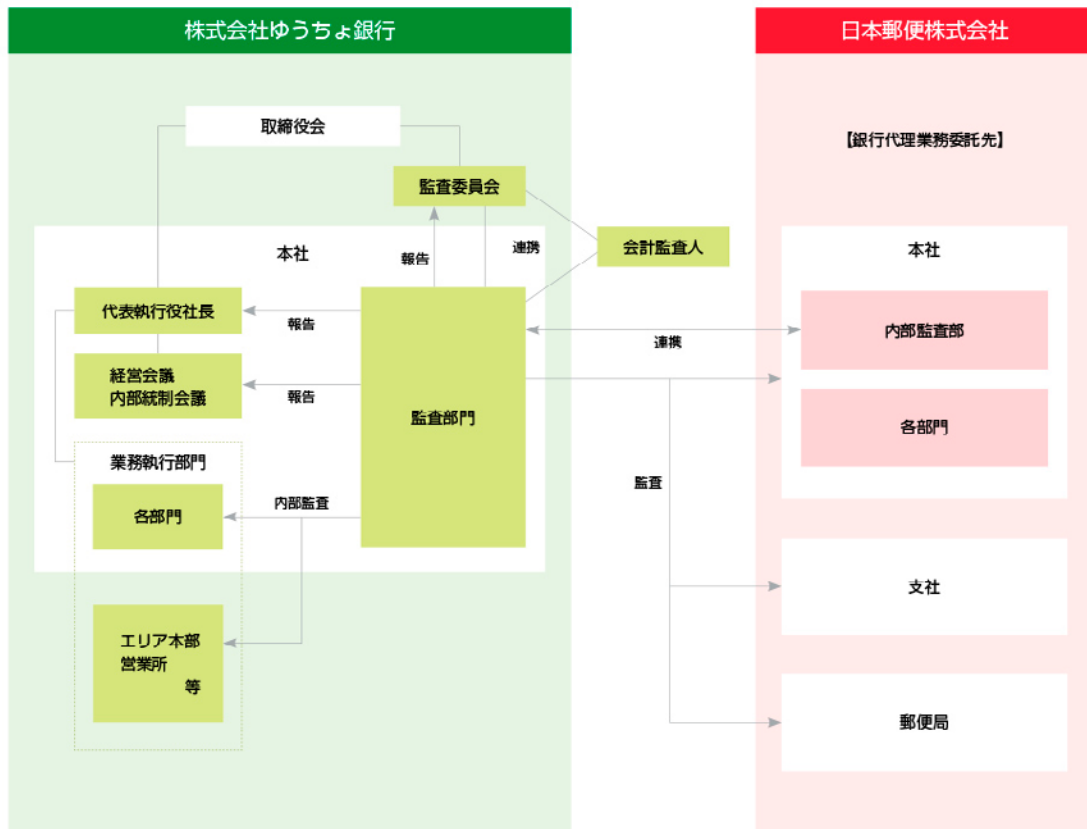 株式会社ゆうちょ銀行
日本郵便株式会社
取締役会
【銀行代理業務委託先】
監査委員会
本社
報告
連携
会計監査人
本社
代表執行役社長
報告
内部監査部
連携
経営会議
内部統制会議
報告
監査部門
各部門
業務執行部門
監査
内部監査
各部門
支社
エリア本部
営業所
等
郵便局